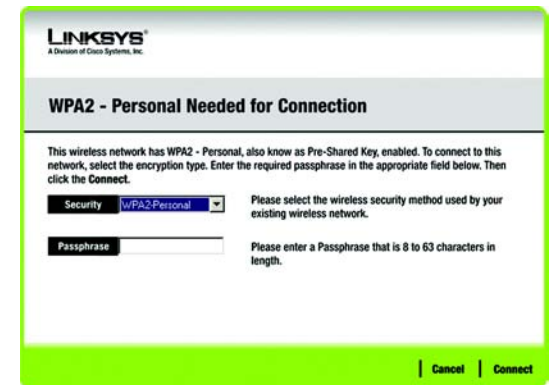 LINKSYS®
A Division of Cisco Systems, Inc.
WPA2 - Personal Needed for Connection
This wireless network has WPA2 - Personal, also know as Pre-Shared Key, enabled. To connect to this
network, select the encryption type. Enter the required passphrase in the appropriate field below. Then
click the Connect.
Security WPA2-Personal Please select the wireless security method used by your
existing wireless network.
Passphrase Please enter a Passphrase that is 8 to 63 characters in
length.
Cancel Connect